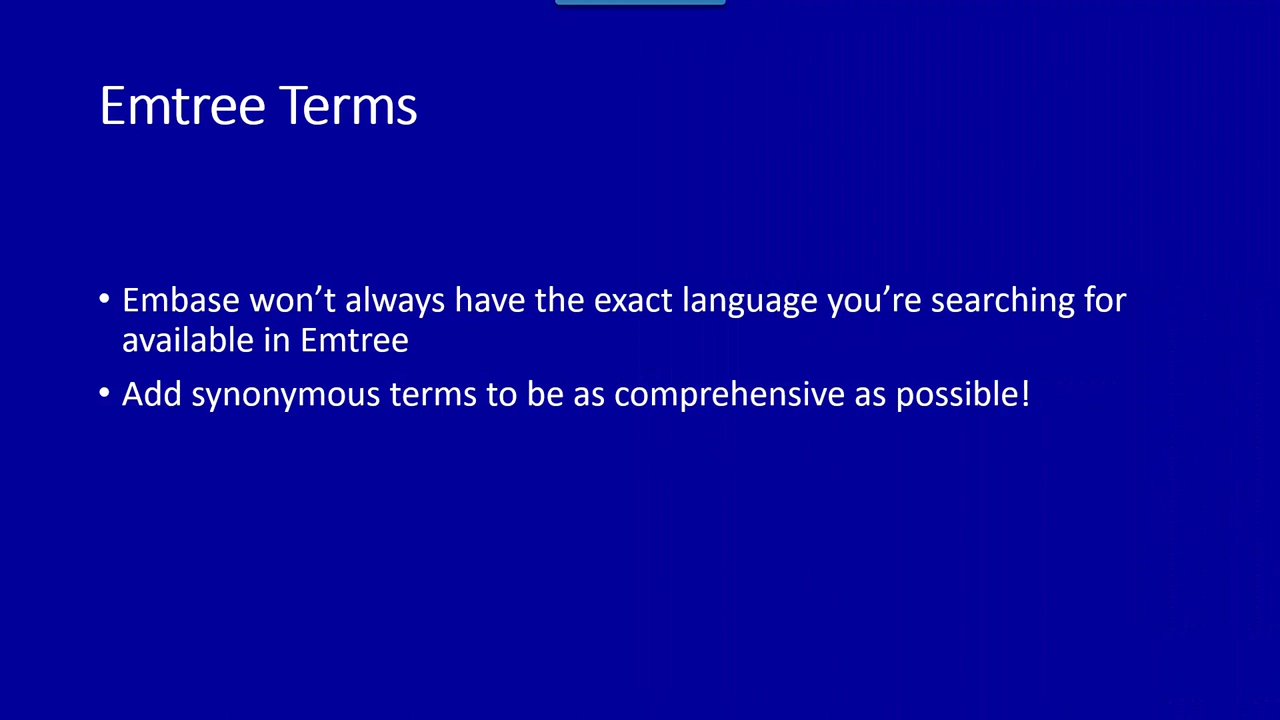 Emtree Terms
• Embase won’t always have the exact language you’re searching for
available in Emtree
• Add synonymous terms to be as comprehensive as possible!